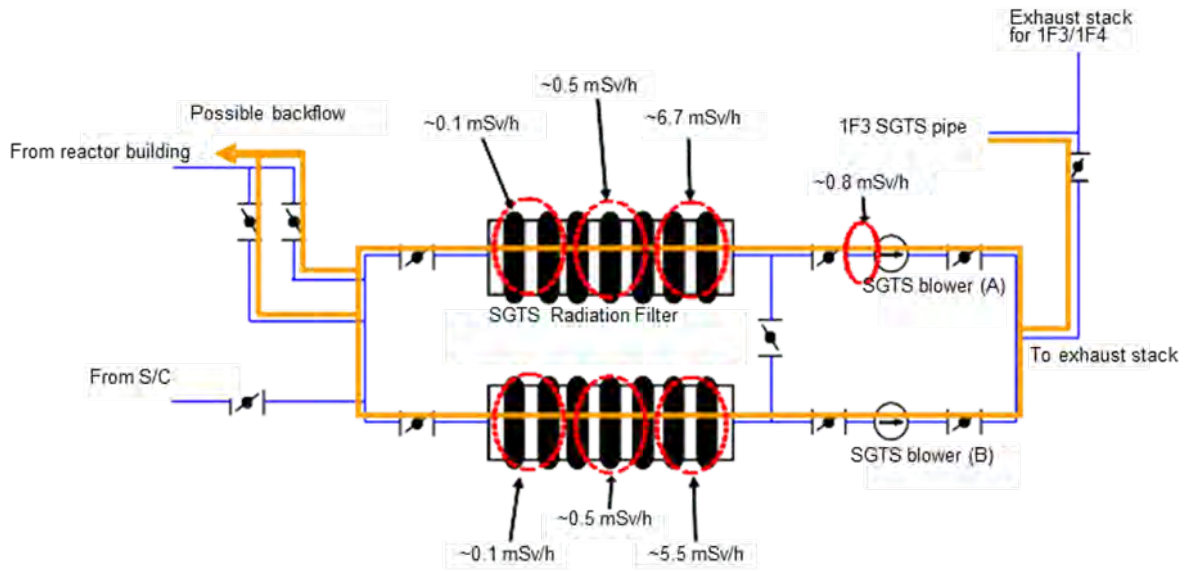 Exhaust stack
for 1F3/1F4
~0.5 mSv/h
Possible backflow
~0.1 mSv/h
~6.7 mSv/h
1F3 SGTS pipe
From reactor building
~0.8 mSv/h
SGTS blower (A)
SGTS Radiation Filter
To exhaust stack
From S/C
SGTS blower (B)
~0.5 mSv/h
~0.1 mSv/h
~5.5 mSv/h